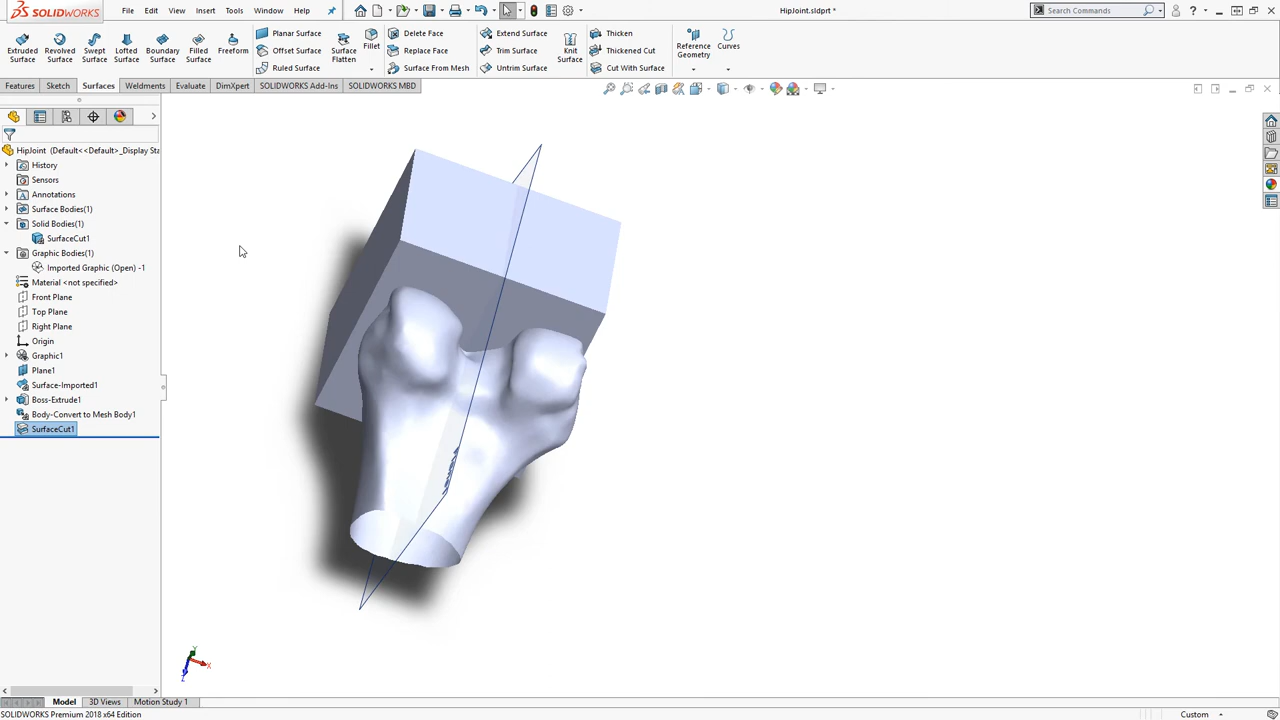 SOLIDWORKS File Edit View Insert Tools Window Help HipJoint.sldprt * Search Commands ?
Extruded Surface Revolved Surface Swept Surface Lofted Surface Boundary Surface Filled Surface Freeform
Planar Surface
Offset Surface
Ruled Surface
Surface Flatten Fillet
Delete Face
Replace Face
Surface From Mesh
Extend Surface
Trim Surface
Untrim Surface
Knit Surface
Thicken
Thickened Cut
Cut With Surface
Reference Geometry Curves
Features Sketch Surfaces Weldments Evaluate DimXpert SOLIDWORKS Add-Ins SOLIDWORKS MBD
HipJoint (Default<<Default>_Display Sta
History
Sensors
Annotations
Surface Bodies(1)
Solid Bodies(1)
SurfaceCut1
Graphic Bodies(1)
Imported Graphic (Open) -1
Material <not specified>
Front Plane
Top Plane
Right Plane
Origin
Graphic1
Plane1
Surface-Imported1
Boss-Extrude1
Body-Convert to Mesh Body1
SurfaceCut1
Y
X
Z
Model 3D Views Motion Study 1
SOLIDWORKS Premium 2018 x64 Edition Custom